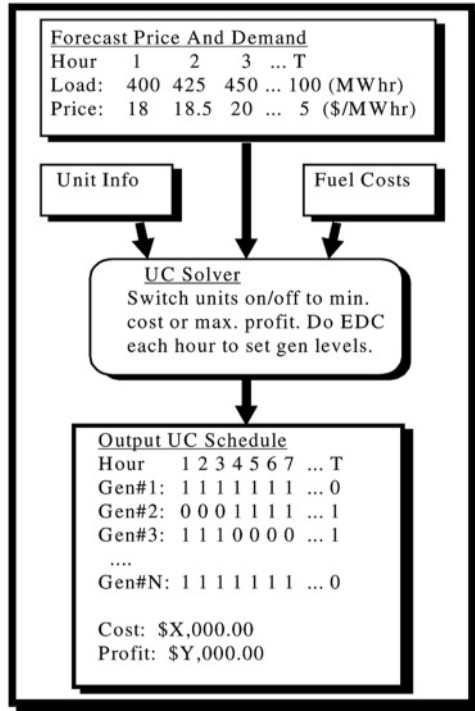 Forecast Price And Demand
Hour 1 2 3 ... T
Load: 400 425 450 ... 100 (MWhr)
Price: 18 18.5 20 ... 5 ($/MWhr)
Unit Info
Fuel Costs
UC Solver
Switch units on/off to min.
cost or max. profit. Do EDC
each hour to set gen levels.
Output UC Schedule
Hour 1 2 3 4 5 6 7 ... T
Gen#1: 1 1 1 1 1 1 1 ... 0
Gen#2: 0 0 0 1 1 1 1 ... 1
Gen#3: 1 1 1 0 0 0 0 ... 1
....
Gen#N: 1 1 1 1 1 1 1 ... 0
Cost: $X,000.00
Profit: $Y,000.00